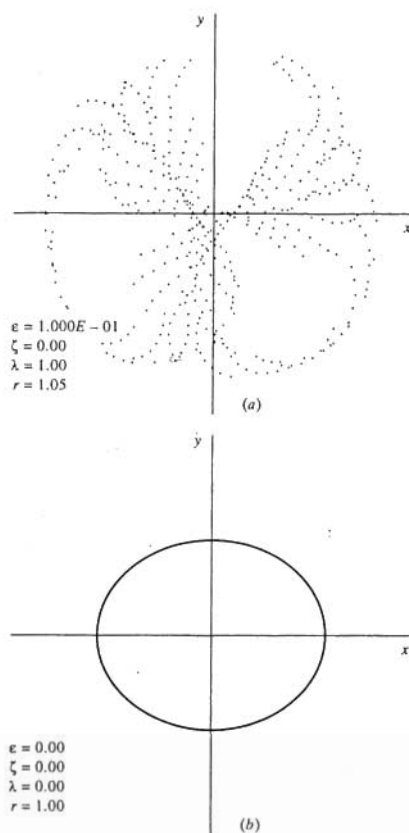 y
x
ε = 1.000E – 01
ζ = 0.00
λ = 1.00
r = 1.05
(a)
y
x
ε = 0.00
ζ = 0.00
λ = 0.00
r = 1.00
(b)